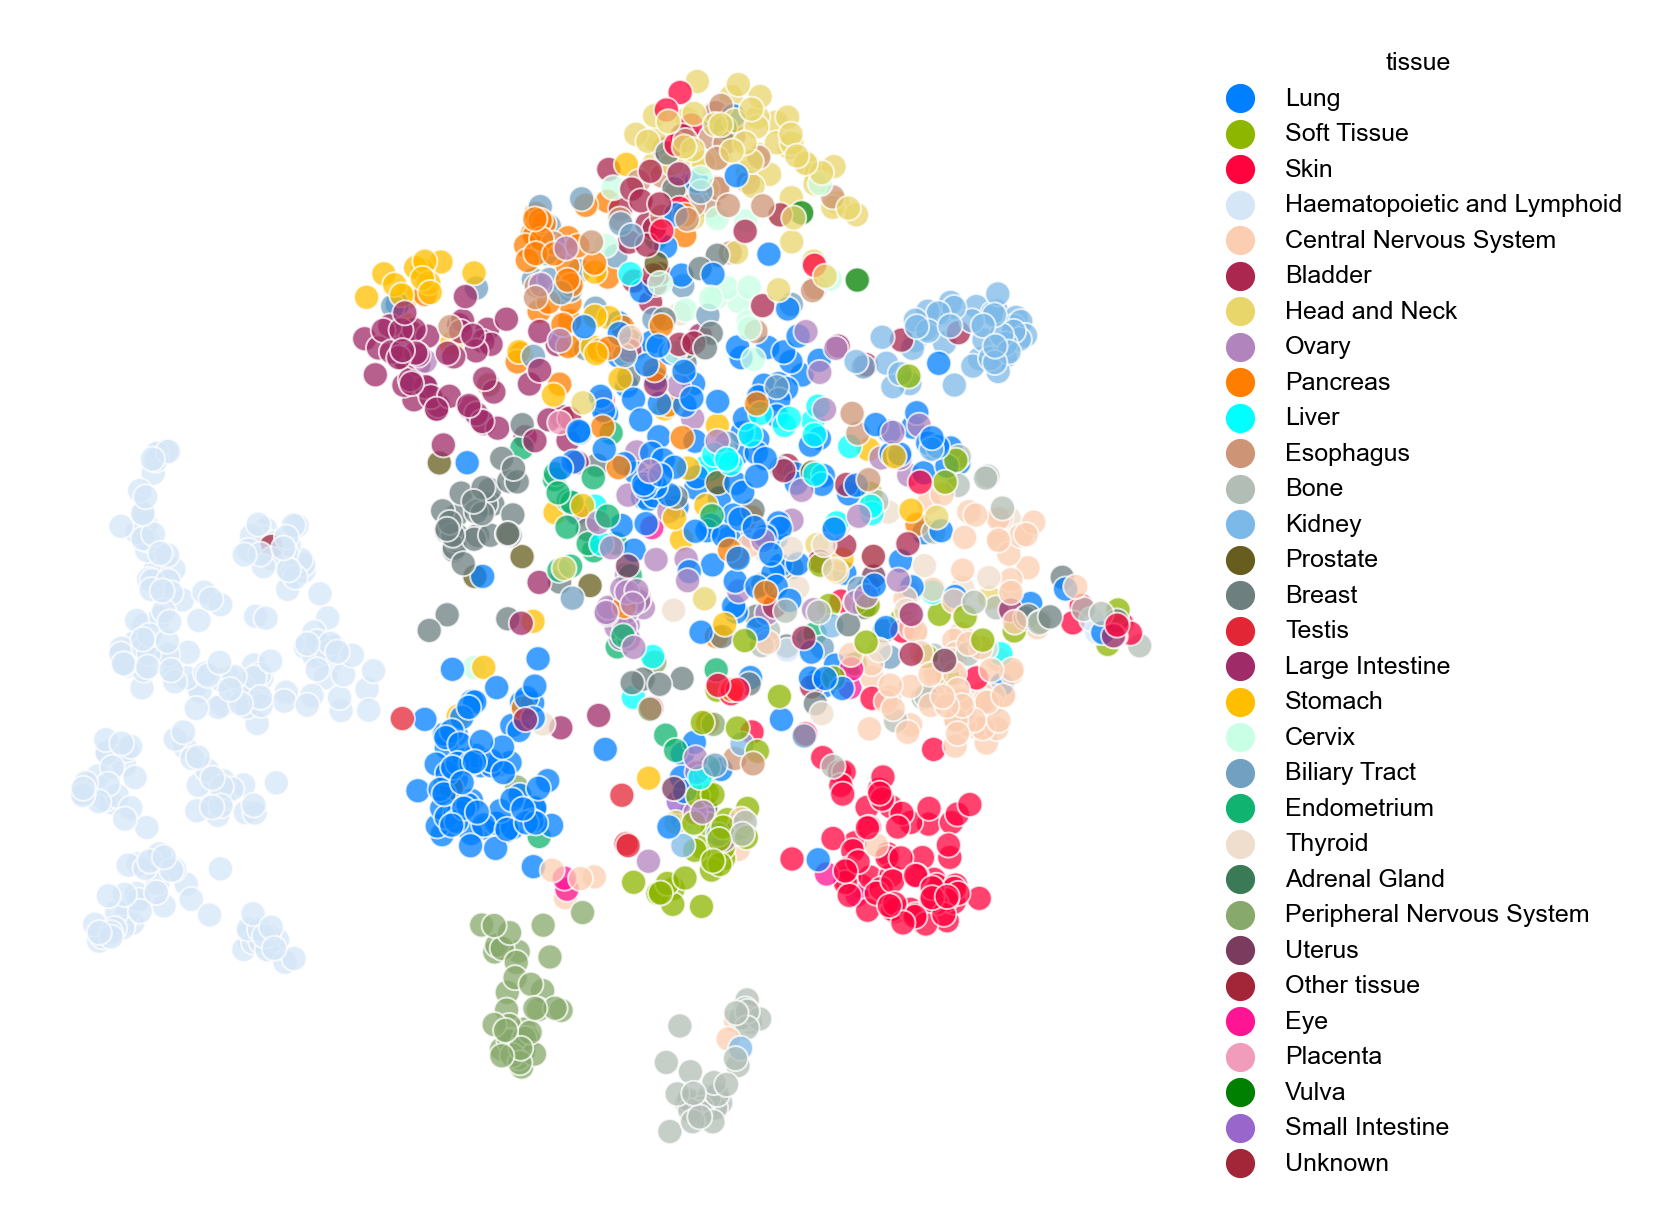 tissue
Lung
Soft Tissue
Skin
Haematopoietic and Lymphoid
Central Nervous System
Bladder
Head and Neck
Ovary
Pancreas
Liver
Esophagus
Bone
Kidney
Prostate
Breast
Testis
Large Intestine
Stomach
Cervix
Biliary Tract
Endometrium
Thyroid
Adrenal Gland
Peripheral Nervous System
Uterus
Other tissue
Eye
Placenta
Vulva
Small Intestine
Unknown